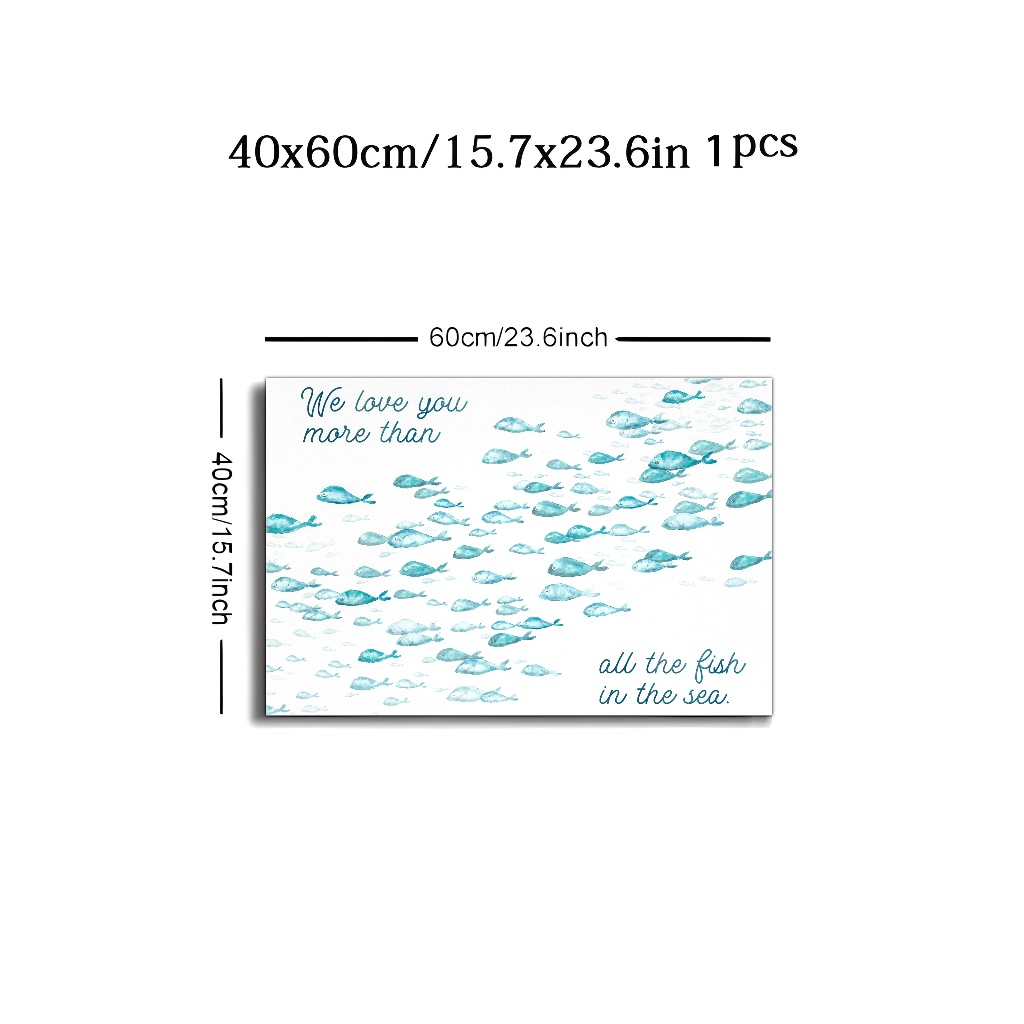 40x60cm/15.7x23.6in 1pcs
60cm/23.6inch
40cm/15.7inch
We love you
more than
all the fish
in the sea.